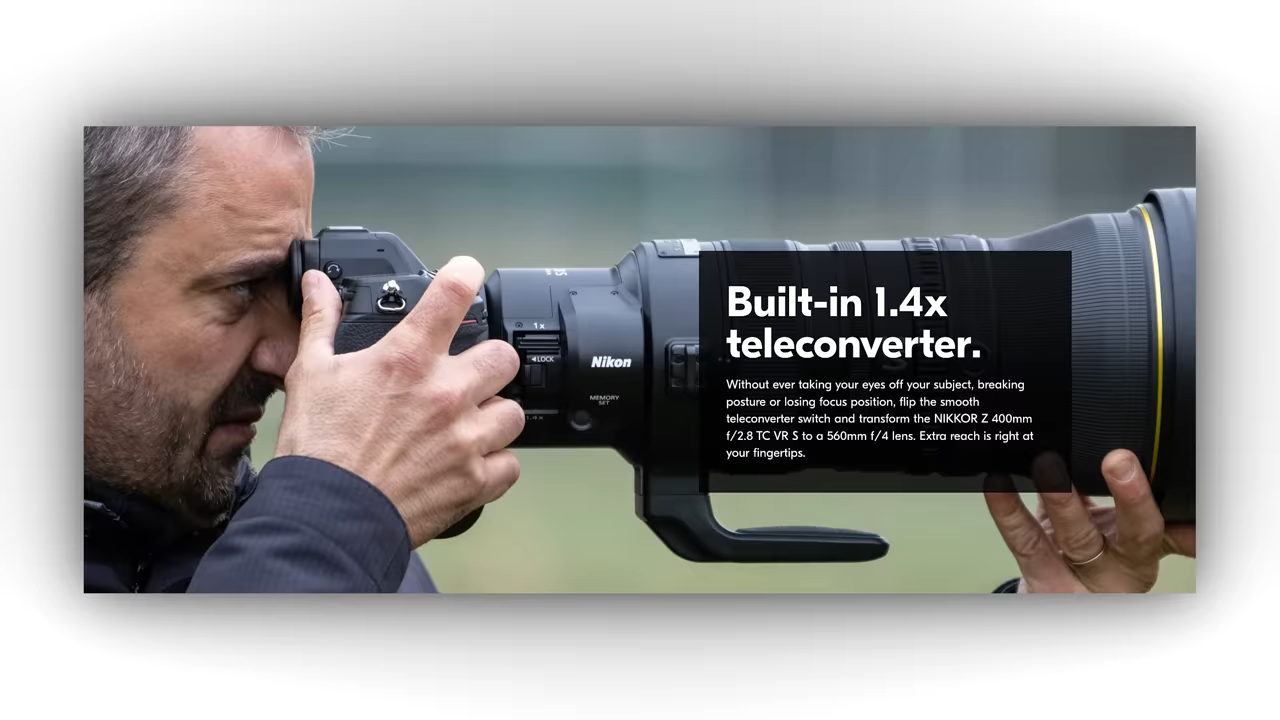 1x
LOCK
Nikon
MEMORY
SET
1.4x
Built-in 1.4x
teleconverter.
Without ever taking your eyes off your subject, breaking
posture or losing focus position, flip the smooth
teleconverter switch and transform the NIKKOR Z 400mm
f/2.8 TC VR S to a 560mm f/4 lens. Extra reach is right at
your fingertips.